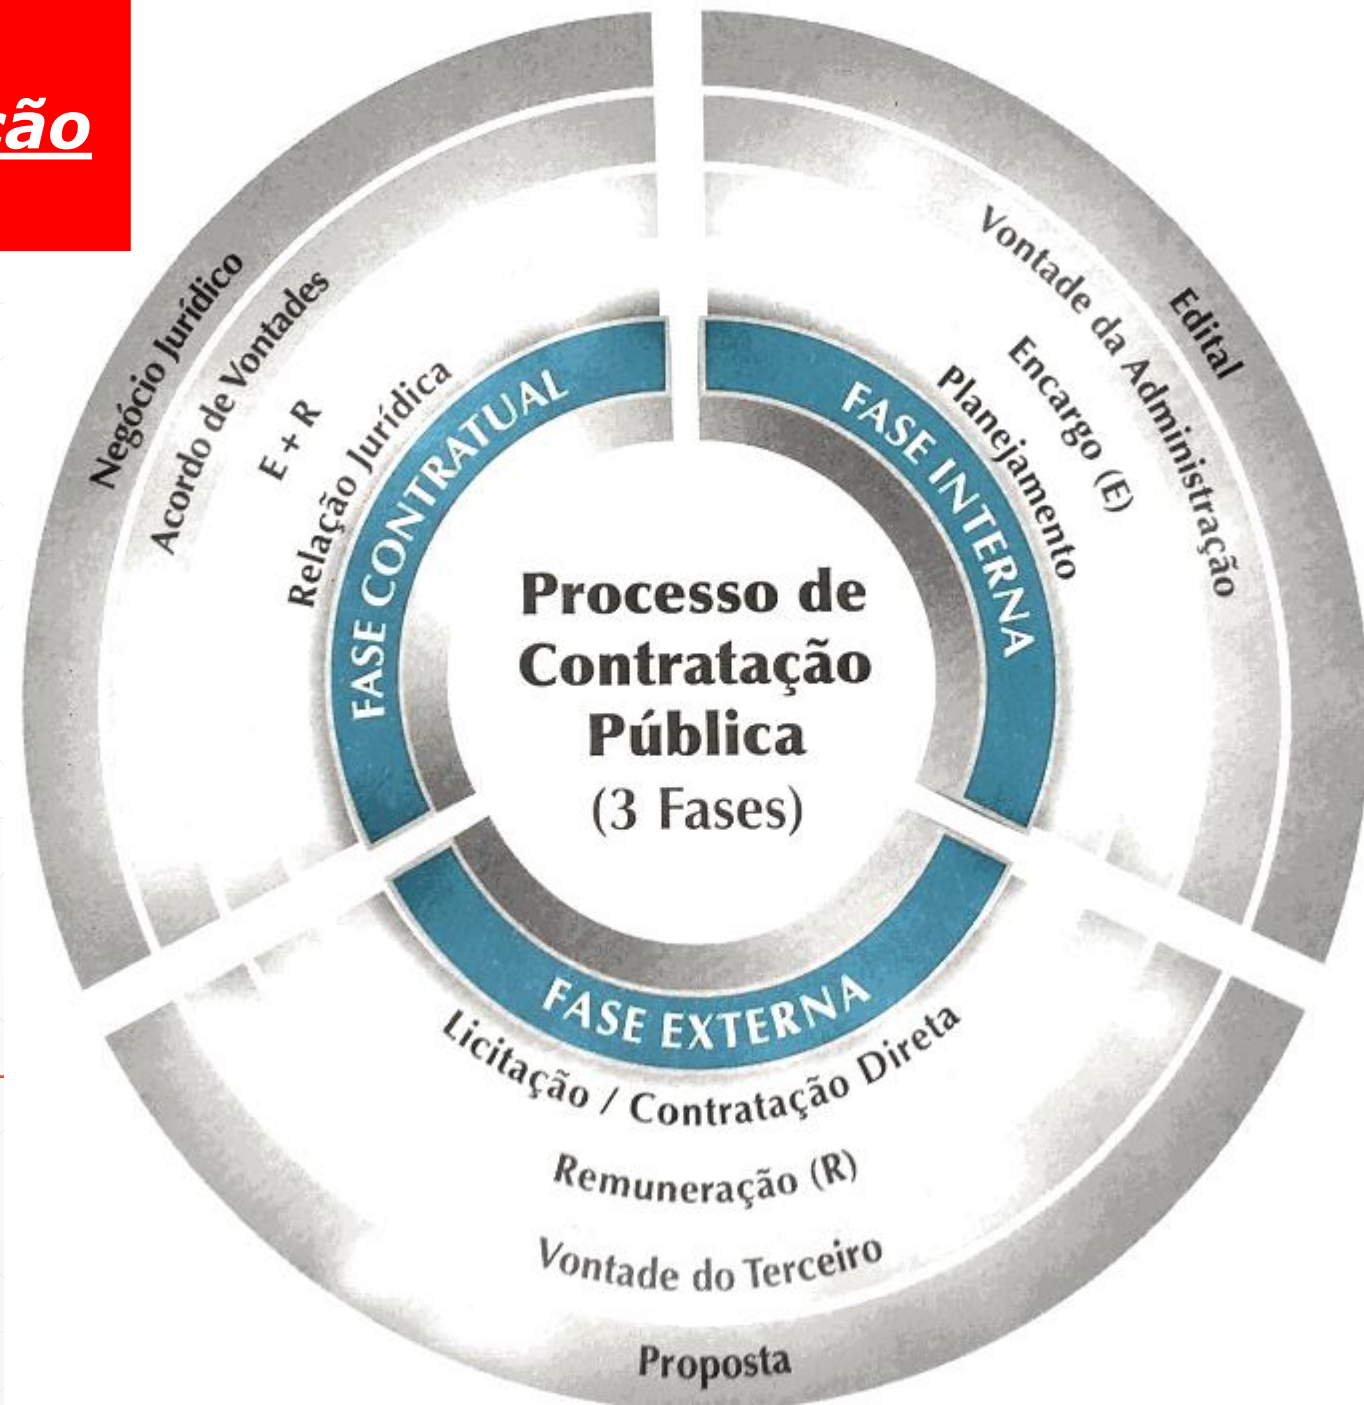 Processo de
Contratação
Pública
(3 Fases)
FASE INTERNA
Planejamento
Encargo (E)
Vontade da Administração
Edital
FASE EXTERNA
Licitação / Contratação Direta
Remuneração (R)
Vontade do Terceiro
Proposta
FASE CONTRATUAL
Relação Jurídica
E + R
Acordo de Vontades
Negócio Jurídico